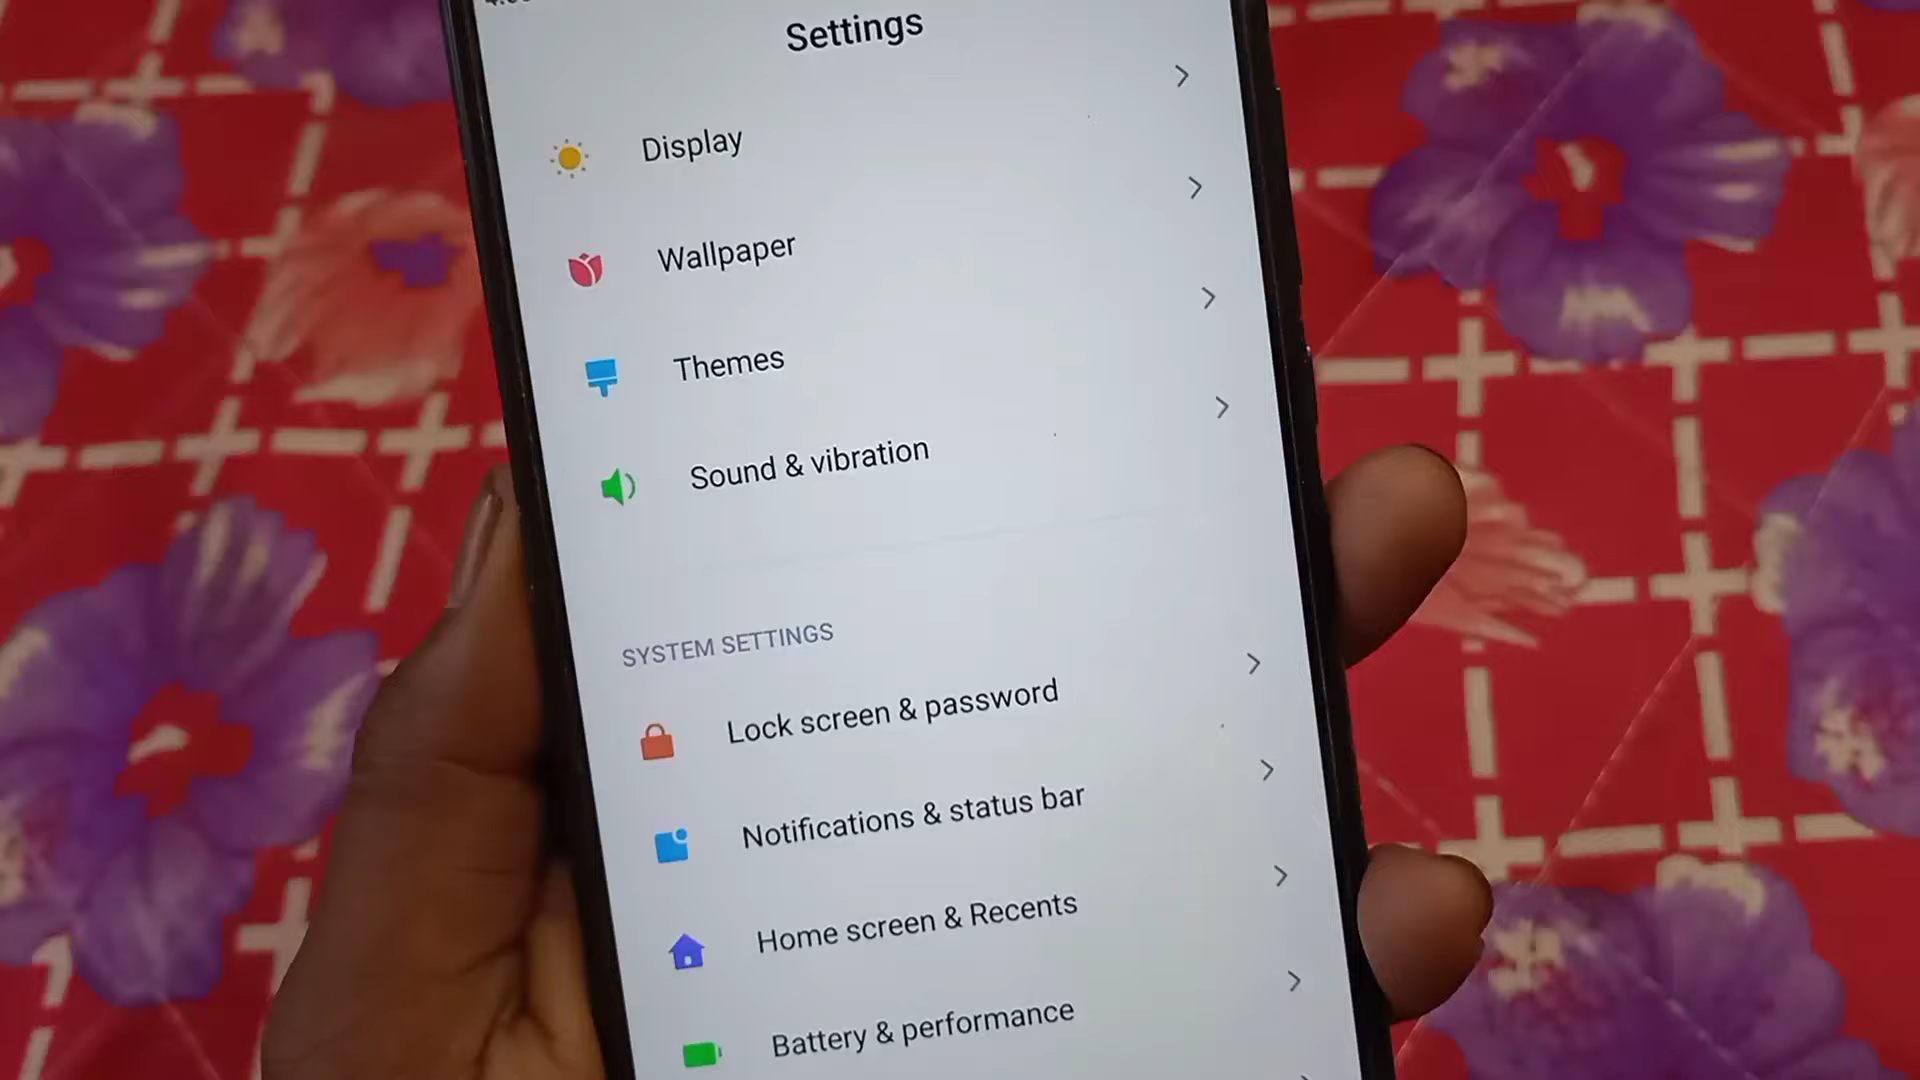 Settings
Display
Wallpaper
Themes
Sound & vibration
SYSTEM SETTINGS
Lock screen & password
Notifications & status bar
Home screen & Recents
Battery & performance